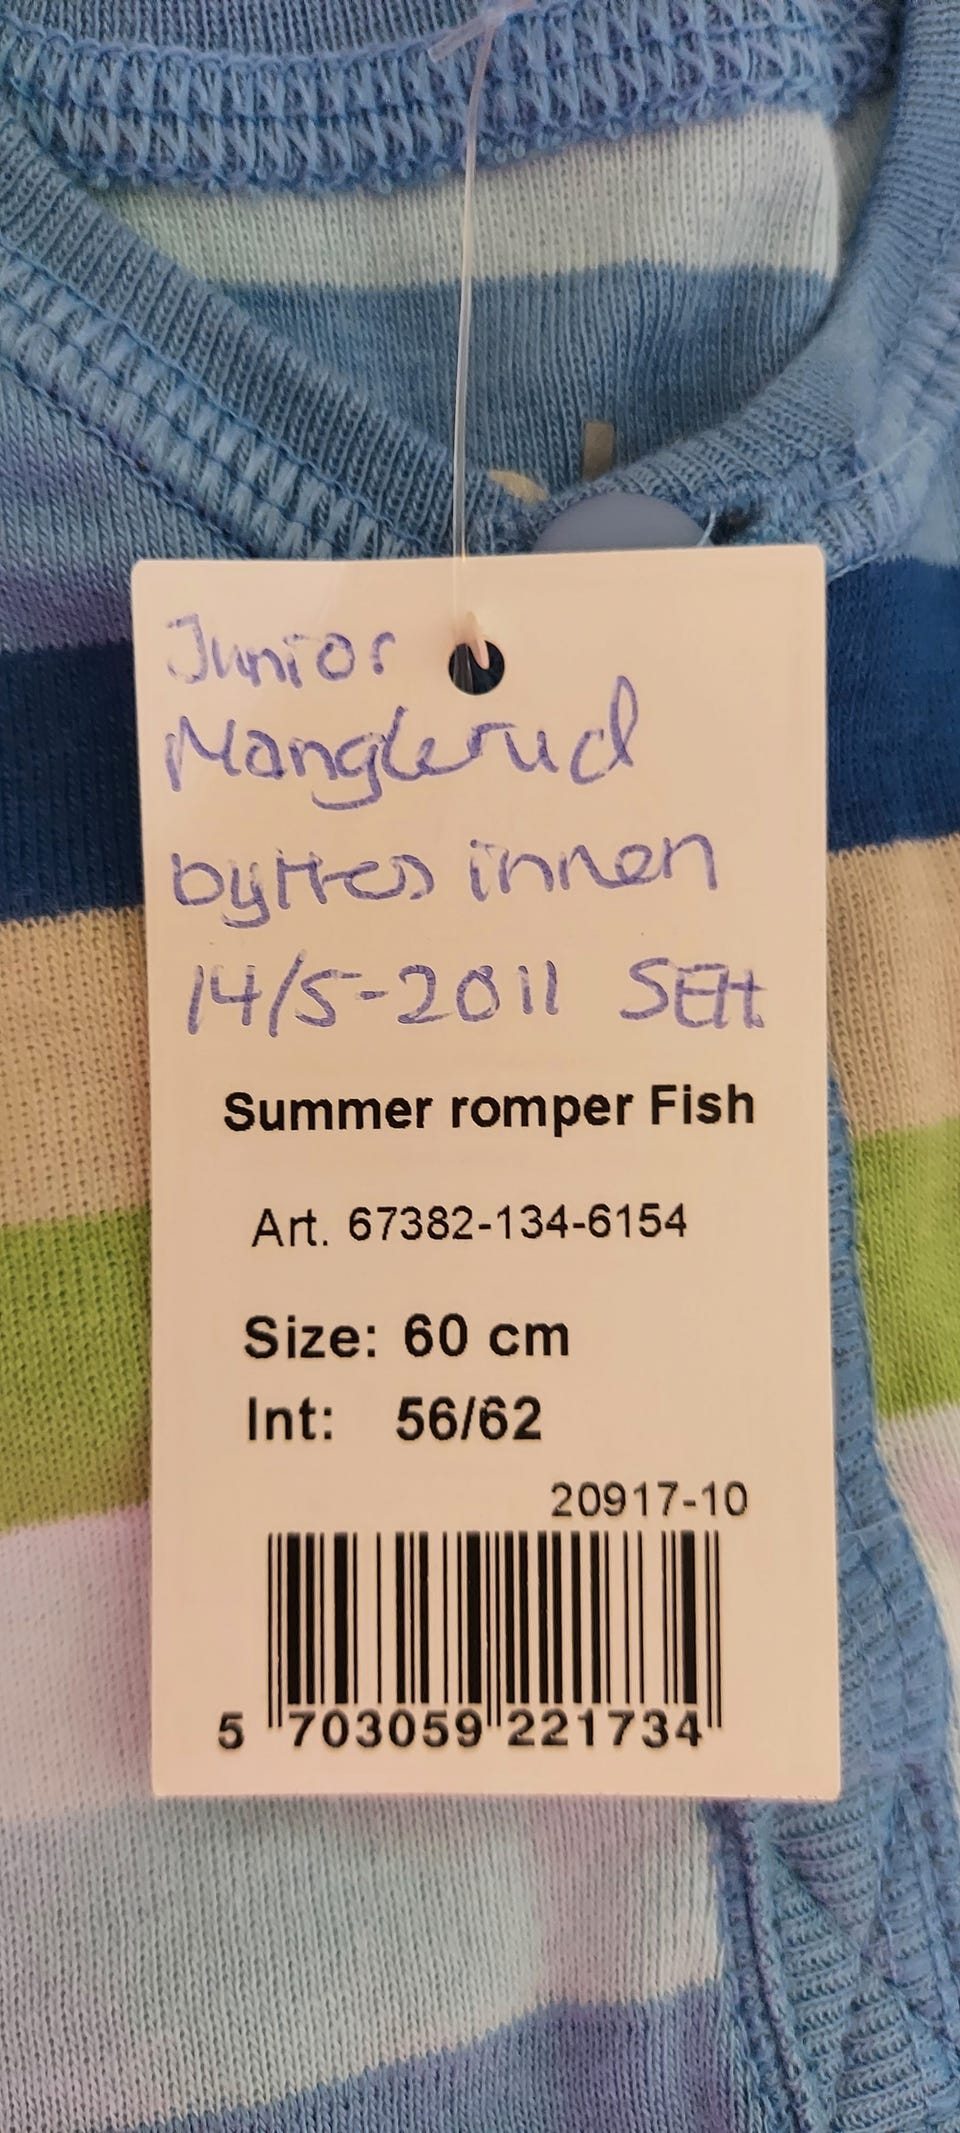 Junior
Manglerud
byttes innen
14/5-2011 SEH
Summer romper Fish
Art. 67382-134-6154
Size: 60 cm
Int: 56/62
20917-10
5 703059 221734